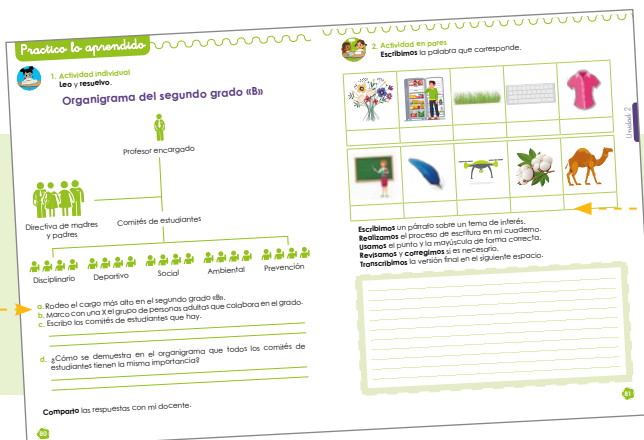 Practico lo aprendido
1. Actividad individual
Leo y resuelvo.
Organigrama del segundo grado «B»
Profesor encargado
Directiva de madres
y padres
Comités de estudiantes
Disciplinario Deportivo Social Ambiental Prevención
a. Rodeo el cargo más alto en el segundo grado «B».
b. Marco con una X el grupo de personas adultas que colabora en el grado.
c. Escribo los comités de estudiantes que hay.
d. ¿Cómo se demuestra en el organigrama que todos los comités de
estudiantes tienen la misma importancia?
Comparto las respuestas con mi docente.
80
2. Actividad en pares
Escribimos la palabra que corresponde.
Unidad 2
Escribimos un párrafo sobre un tema de interés.
Realizamos el proceso de escritura en mi cuaderno.
Usamos el punto y la mayúscula de forma correcta.
Revisamos y corregimos si es necesario.
Transcribimos la versión final en el siguiente espacio.
81